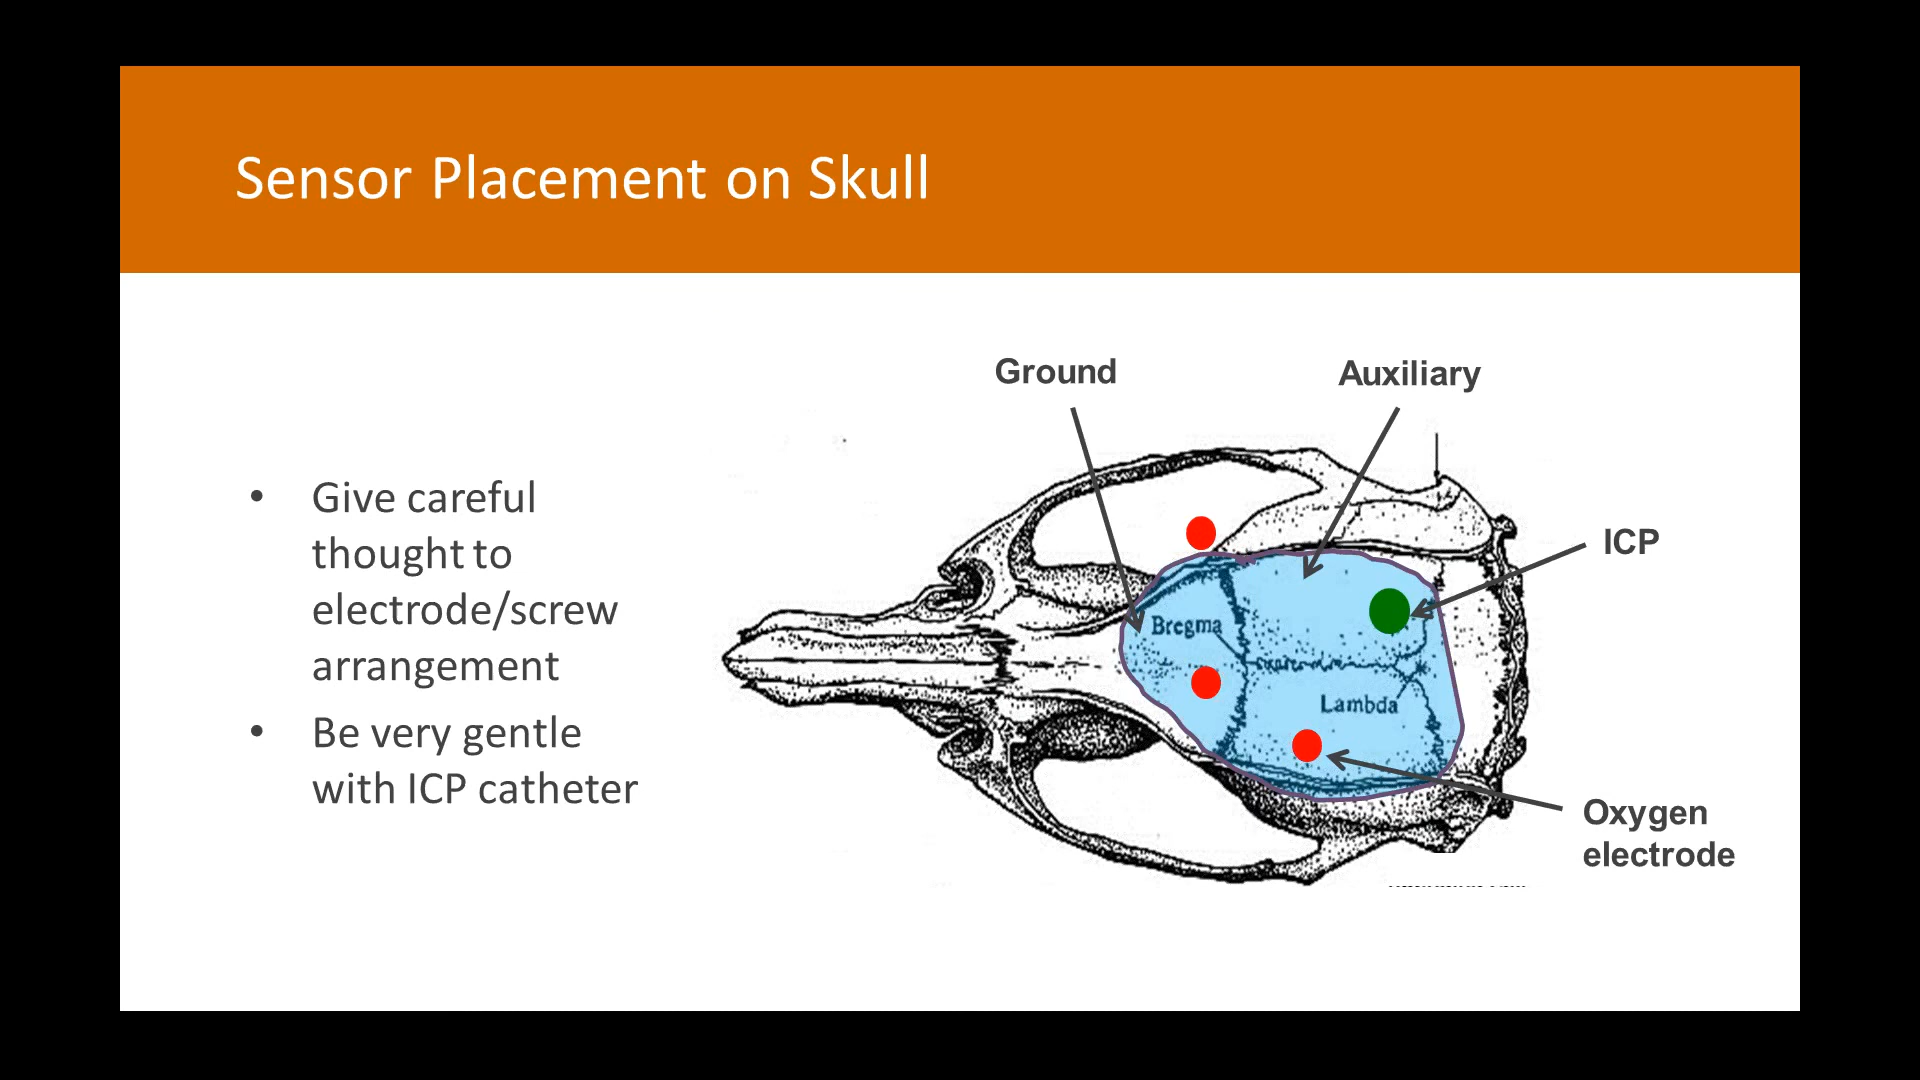 Sensor Placement on Skull
Ground
Auxiliary
• Give careful
thought to
electrode/screw
arrangement
• Be very gentle
with ICP catheter
ICP
Bregma
Lambda
Oxygen
electrode